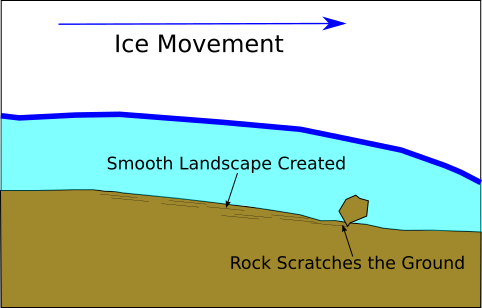 Ice Movement
Smooth Landscape Created
Rock Scratches the Ground